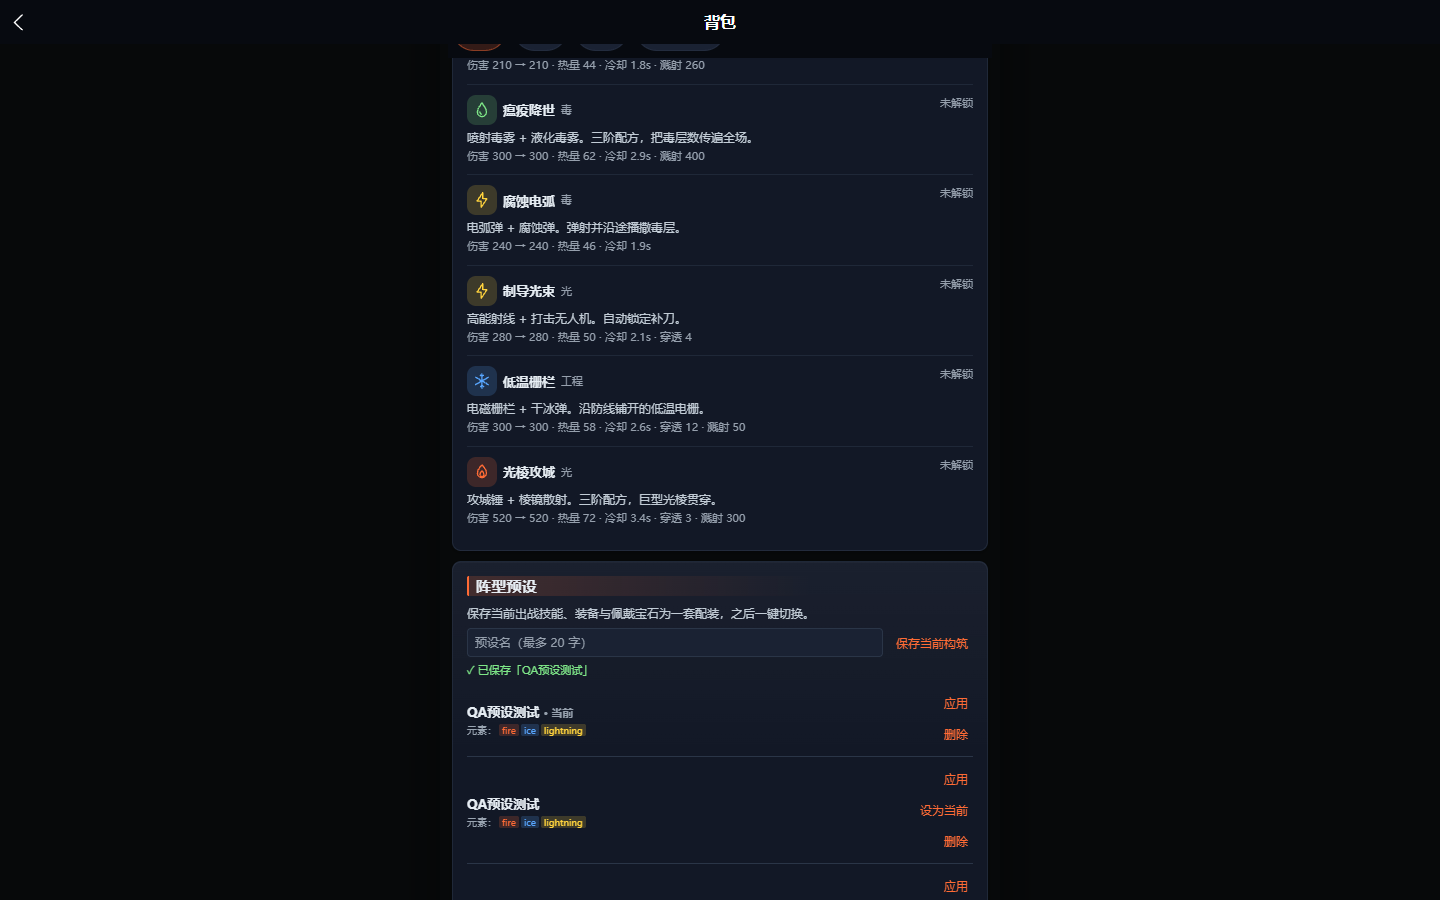 背包
伤害 210 → 210 · 热量 44 · 冷却 1.8s · 溅射 260
瘟疫降世 毒 未解锁
喷射毒雾 + 液化毒雾。三阶配方，把毒层数传遍全场。
伤害 300 → 300 · 热量 62 · 冷却 2.9s · 溅射 400
腐蚀电弧 毒 未解锁
电弧弹 + 腐蚀弹。弹射并沿途播撒毒层。
伤害 240 → 240 · 热量 46 · 冷却 1.9s
制导光束 光 未解锁
高能射线 + 打击无人机。自动锁定补刀。
伤害 280 → 280 · 热量 50 · 冷却 2.1s · 穿透 4
低温栅栏 工程 未解锁
电磁栅栏 + 干冰弹。沿防线铺开的低温电栅。
伤害 300 → 300 · 热量 58 · 冷却 2.6s · 穿透 12 · 溅射 50
光棱攻城 光 未解锁
攻城锤 + 棱镜散射。三阶配方，巨型光棱贯穿。
伤害 520 → 520 · 热量 72 · 冷却 3.4s · 穿透 3 · 溅射 300
阵型预设
保存当前出战技能、装备与佩戴宝石为一套配装，之后一键切换。
预设名（最多 20 字） 保存当前构筑
✓ 已保存「QA预设测试」
应用
QA预设测试 • 当前
元素： fire ice lightning
删除
应用
QA预设测试
设为当前
元素： fire ice lightning
删除
应用